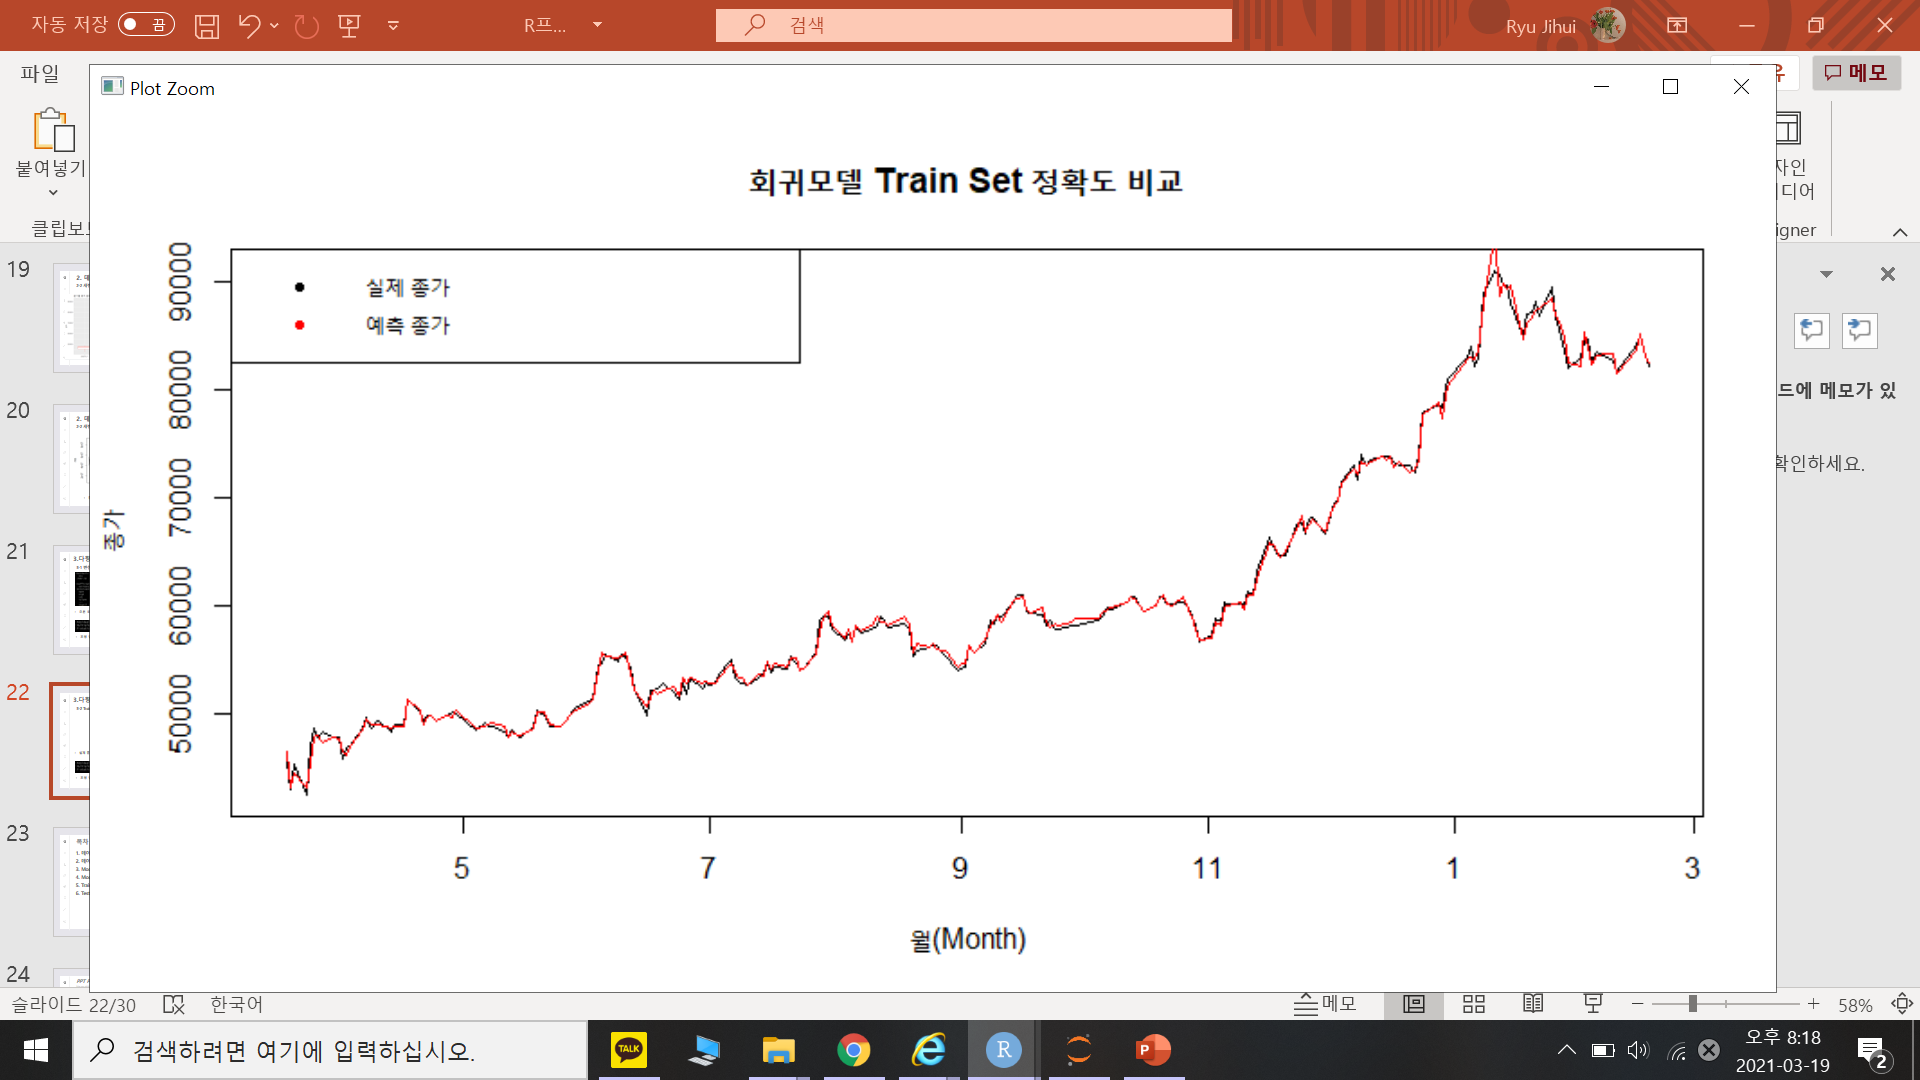 자동 저장
끔
R프...
검색
Ryu Jihui
파일
메모
Plot Zoom
붙여넣기
클립보드
자인
디어
igner
회귀모델 Train Set 정확도 비교
실제 종가
예측 종가
90000
80000
70000
60000
50000
종가
5
7
9
11
1
3
월(Month)
19
20
21
22
23
24
드에 메모가 있
확인하세요.
슬라이드 22/30
한국어
메모
58%
검색하려면 여기에 입력하십시오.
TALK
R
P
오후 8:18
2021-03-19
2